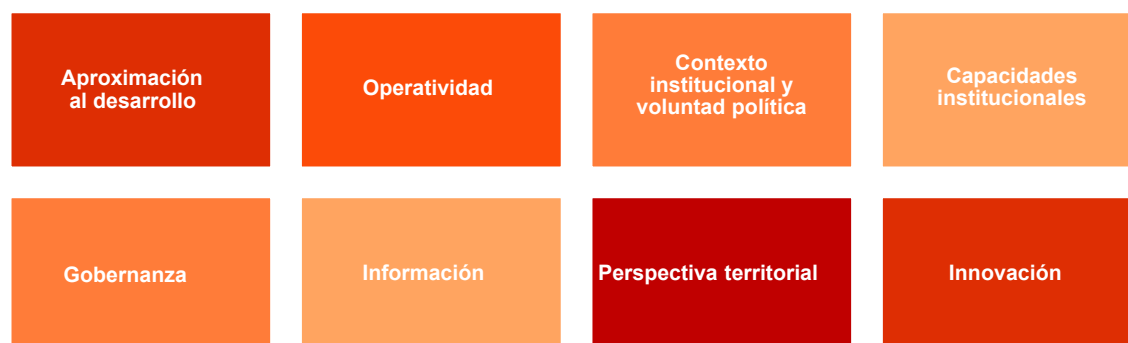 Aproximación
al desarrollo
Operatividad
Contexto
institucional y
voluntad política
Capacidades
institucionales
Gobernanza
Información
Perspectiva territorial
Innovación